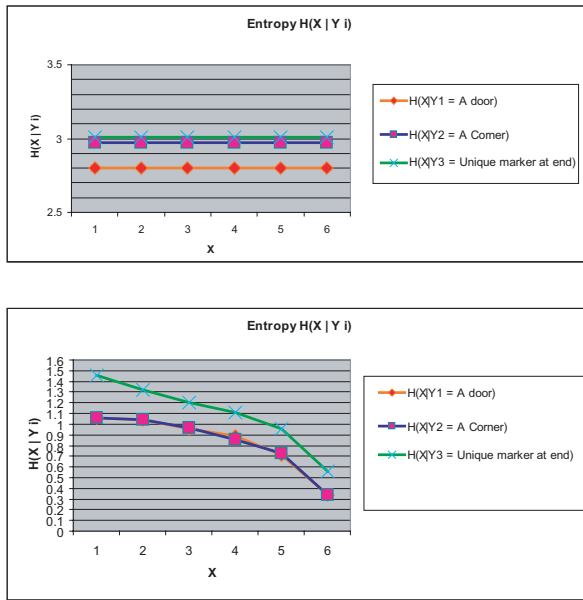 Entropy H(X | Y i)
3.5
3
2.5
H(X | Y i)
1 2 3 4 5 6
X
H(X|Y1 = A door)
H(X|Y2 = A Corner)
H(X|Y3 = Unique marker at end)
Entropy H(X | Y i)
1.6
1.5
1.4
1.3
1.2
1.1
1
0.9
0.8
0.7
0.6
0.5
0.4
0.3
0.2
0.1
0
H(X | Y i)
1 2 3 4 5 6
X
H(X|Y1 = A door)
H(X|Y2 = A Corner)
H(X|Y3 = Unique marker at end)